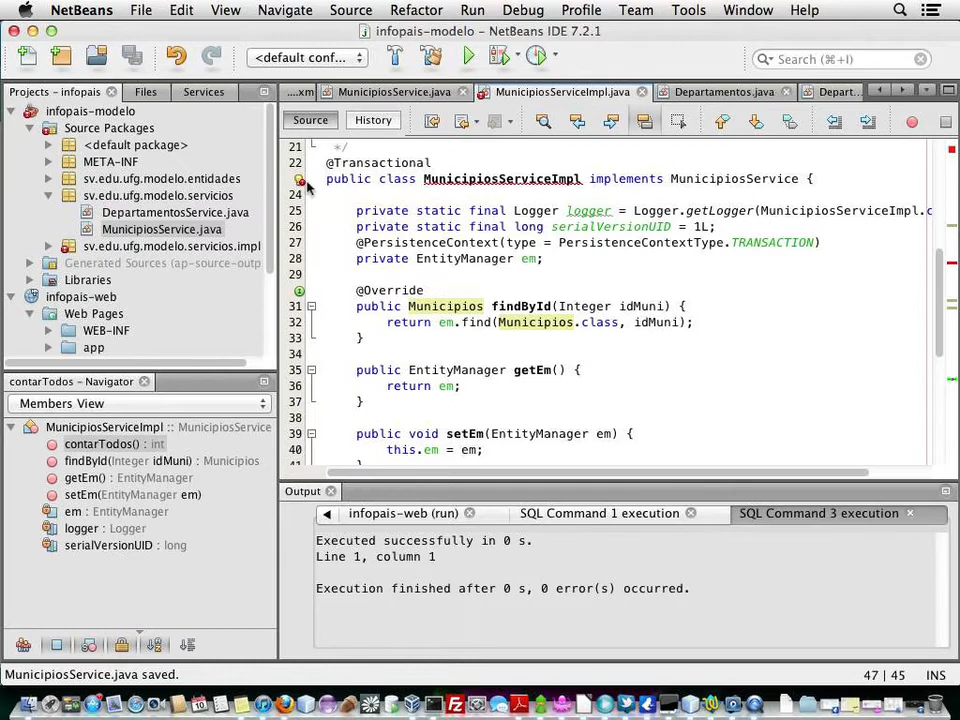 NetBeans File Edit View Navigate Source Refactor Run Debug Profile Team Tools Window Help
infopais-modelo - NetBeans IDE 7.2.1
<default conf...
Search (⌘+I)
Projects - infopais Files Services
...xm MunicipiosService.java MunicipiosServiceImpl.java Departamentos.java Depart...
Source History
infopais-modelo
Source Packages
<default package>
META-INF
sv.edu.ufg.modelo.entidades
sv.edu.ufg.modelo.servicios
DepartamentosService.java
MunicipiosService.java
sv.edu.ufg.modelo.servicios.impl
Generated Sources (ap-source-outp
Libraries
infopais-web
Web Pages
WEB-INF
app
21 */
22 @Transactional
public class MunicipiosServiceImpl implements MunicipiosService {
24
25 private static final Logger logger = Logger.getLogger(MunicipiosServiceImpl.c
26 private static final long serialVersionUID = 1L;
27 @PersistenceContext(type = PersistenceContextType.TRANSACTION)
28 private EntityManager em;
29
@Override
31 public Municipios findById(Integer idMuni) {
32 return em.find(Municipios.class, idMuni);
33 }
34
35 public EntityManager getEm() {
36 return em;
37 }
38
39 public void setEm(EntityManager em) {
40 this.em = em;
41 }
contarTodos - Navigator
Members View
MunicipiosServiceImpl :: MunicipiosService
contarTodos() : int
findById(Integer idMuni) : Municipios
getEm() : EntityManager
setEm(EntityManager em)
em : EntityManager
logger : Logger
serialVersionUID : long
Output
infopais-web (run) SQL Command 1 execution SQL Command 3 execution
Executed successfully in 0 s.
Line 1, column 1
Execution finished after 0 s, 0 error(s) occurred.
MunicipiosService.java saved.
47 | 45 INS